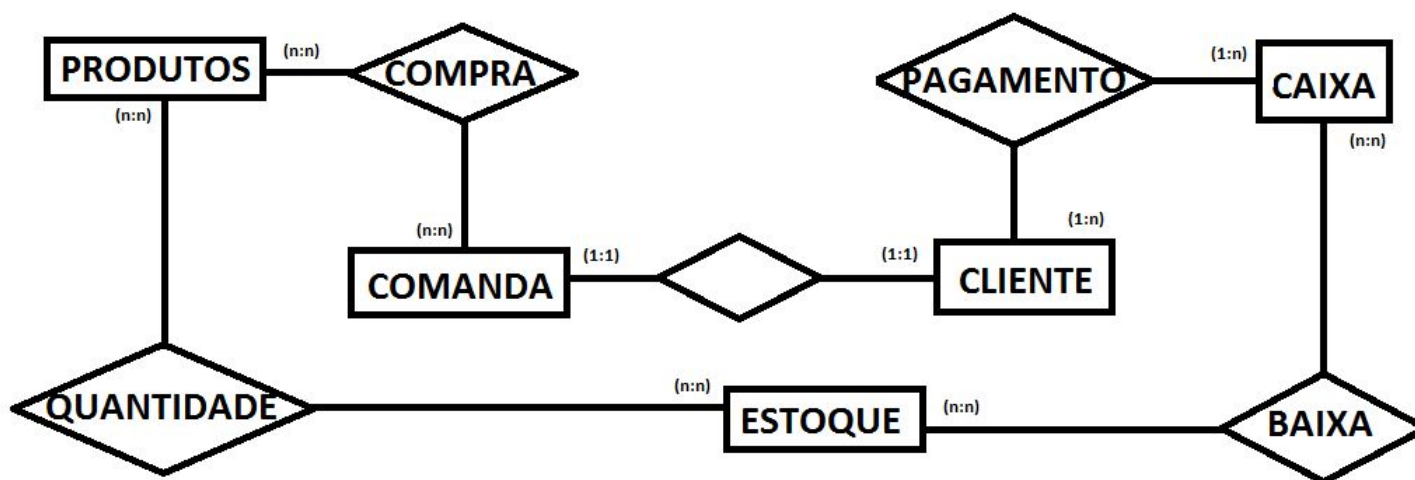 (n:n)
PRODUTOS
COMPRA
PAGAMENTO
(1:n)
CAIXA
(n:n)
(n:n)
(n:n)
COMANDA
(1:1)
(1:1)
(1:n)
CLIENTE
QUANTIDADE
(n:n)
ESTOQUE
(n:n)
BAIXA